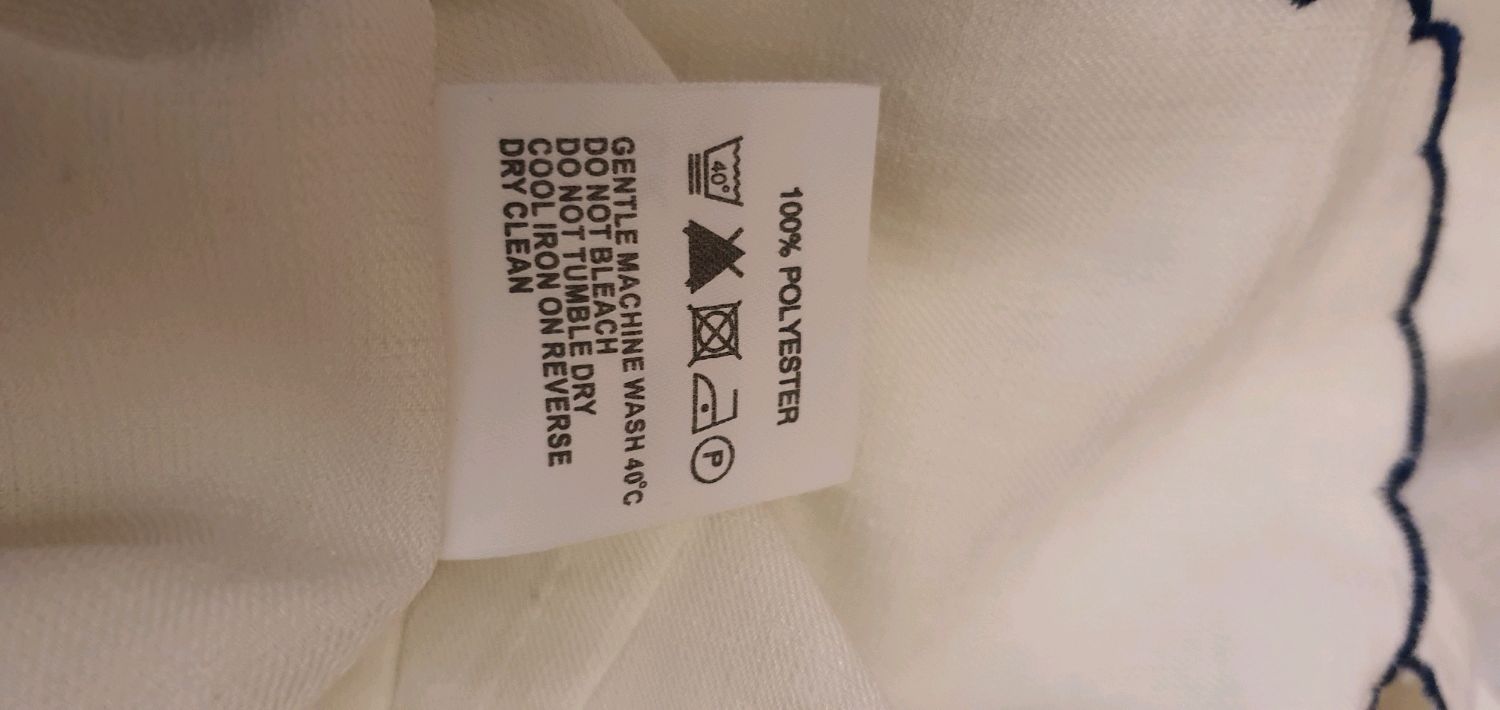 100% POLYESTER
40° P
GENTLE MACHINE WASH 40°C
DO NOT BLEACH
DO NOT TUMBLE DRY
COOL IRON ON REVERSE
DRY CLEAN